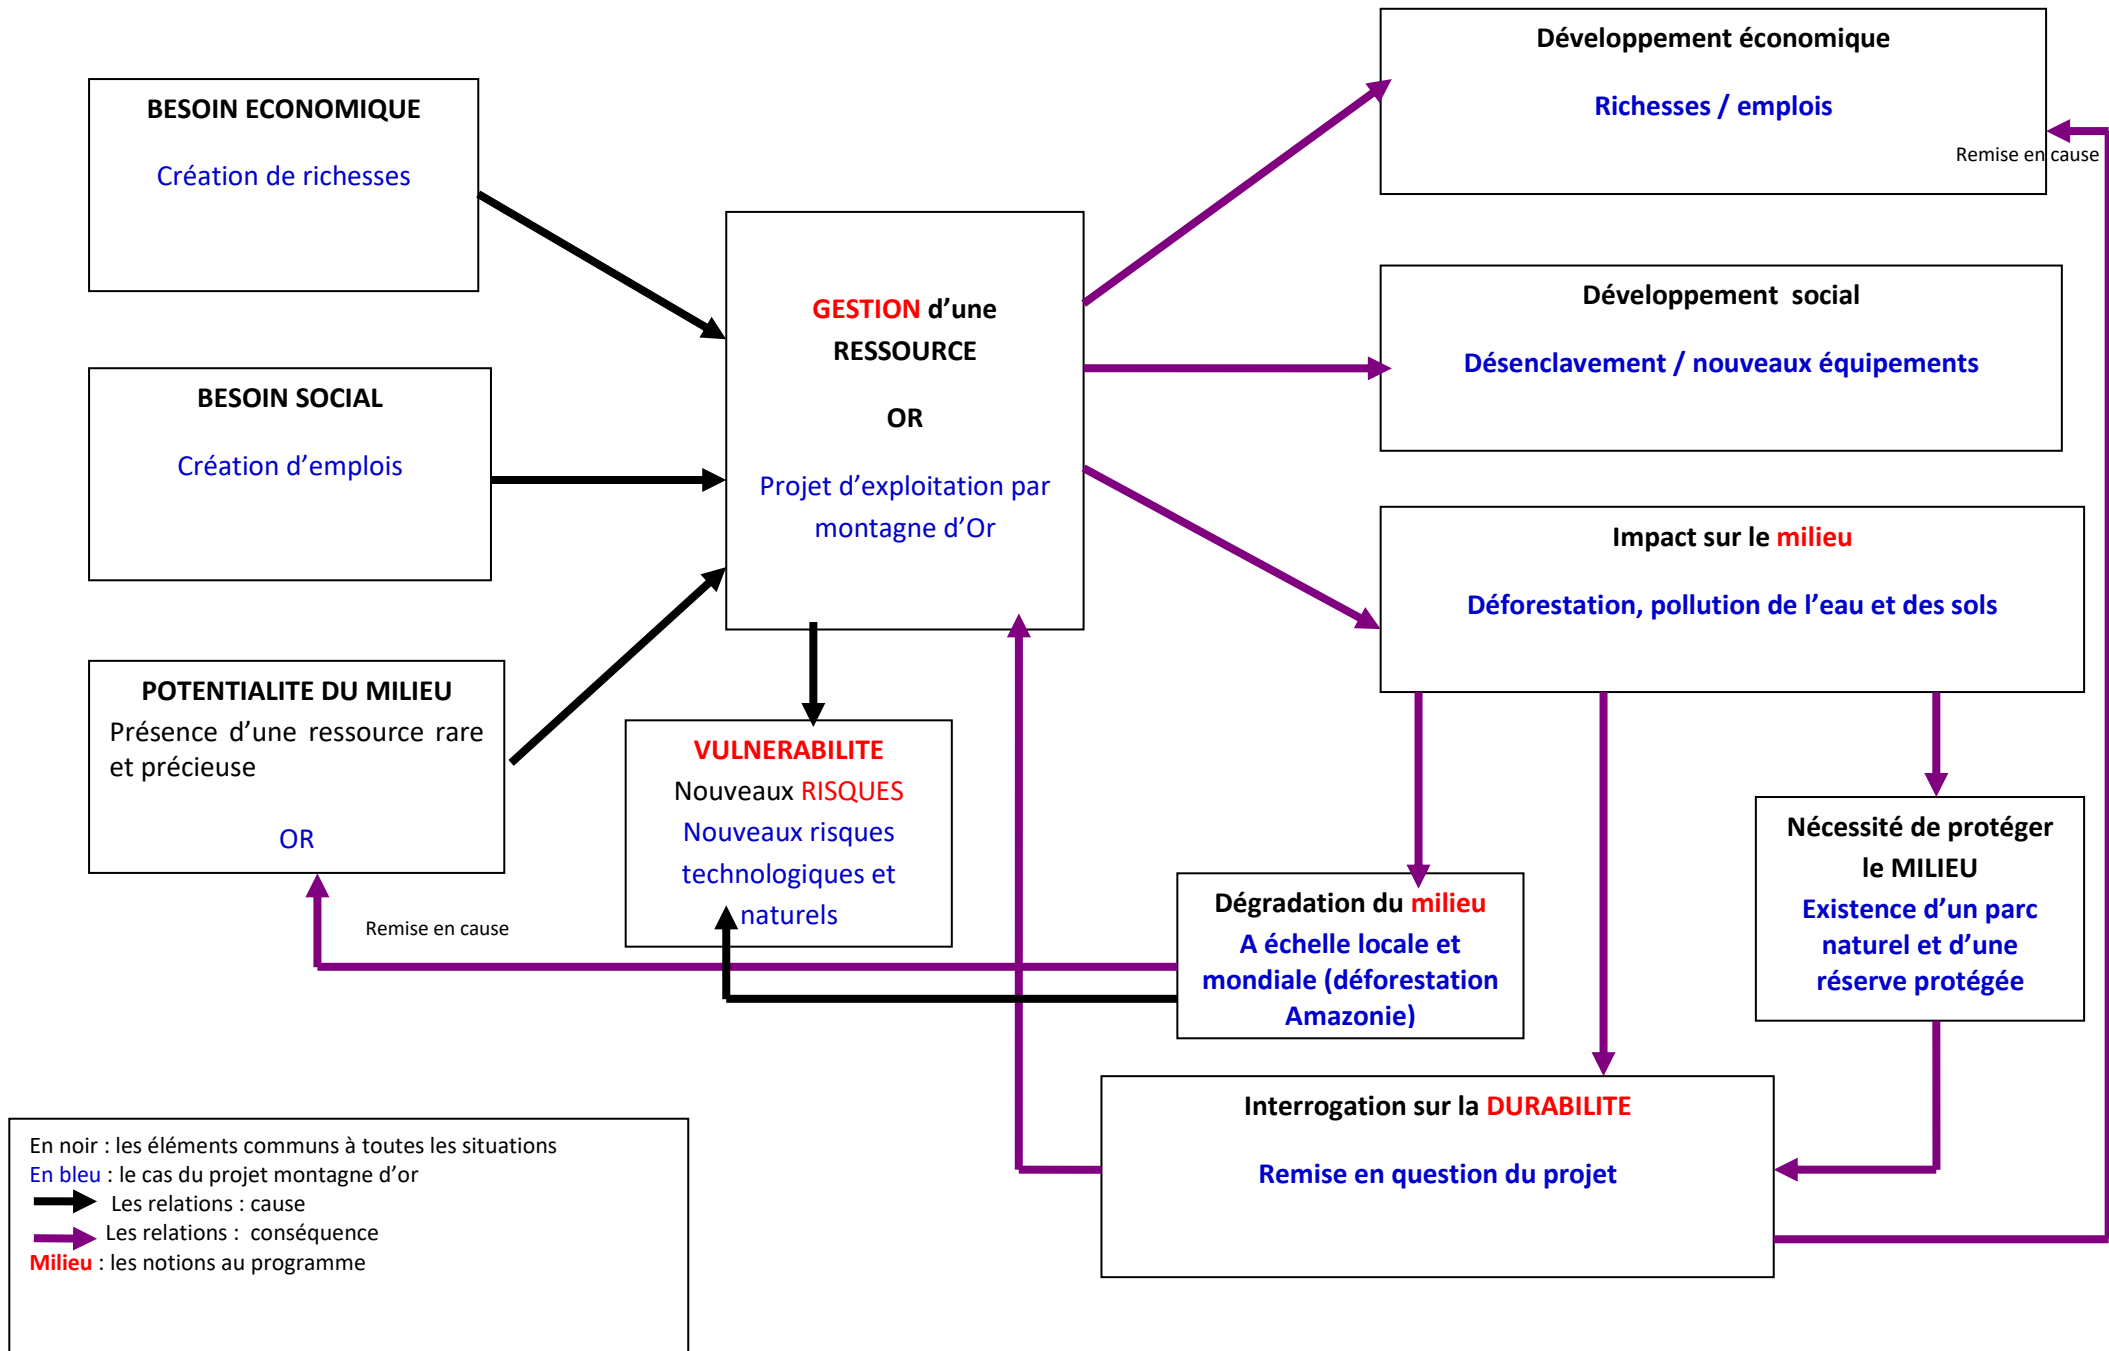 BESOIN ECONOMIQUE
Création de richesses
BESOIN SOCIAL
Création d’emplois
POTENTIALITE DU MILIEU
Présence d’une ressource rare
et précieuse
OR
Remise en cause
GESTION d’une
RESSOURCE
OR
Projet d’exploitation par
montagne d’Or
VULNERABILITE
Nouveaux RISQUES
Nouveaux risques
technologiques et
naturels
Développement économique
Richesses / emplois
Remise en cause
Développement  social
Désenclavement / nouveaux équipements
Impact sur le milieu
Déforestation, pollution de l’eau et des sols
Dégradation du milieu
A échelle locale et
mondiale (déforestation
Amazonie)
Nécessité de protéger
le MILIEU
Existence d’un parc
naturel et d’une
réserve protégée
Interrogation sur la DURABILITE
Remise en question du projet
En noir : les éléments communs à toutes les situations
En bleu : le cas du projet montagne d’or
Les relations : cause
Les relations :  conséquence
Milieu : les notions au programme